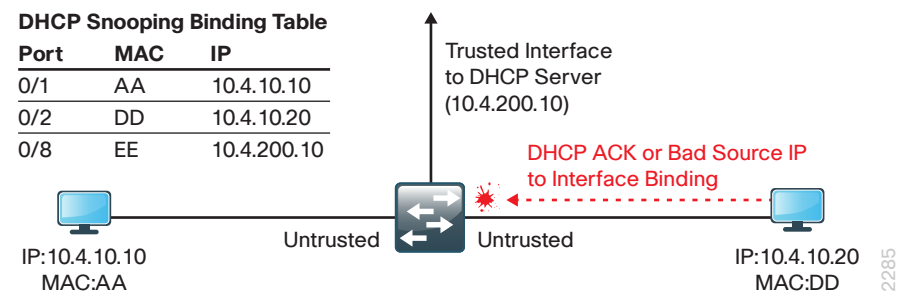 DHCP Snooping Binding Table
Port MAC IP
0/1 AA 10.4.10.10
0/2 DD 10.4.10.20
0/8 EE 10.4.200.10
Trusted Interface
to DHCP Server
(10.4.200.10)
DHCP ACK or Bad Source IP
to Interface Binding
Untrusted
Untrusted
IP:10.4.10.10
MAC:AA
IP:10.4.10.20
MAC:DD
2285